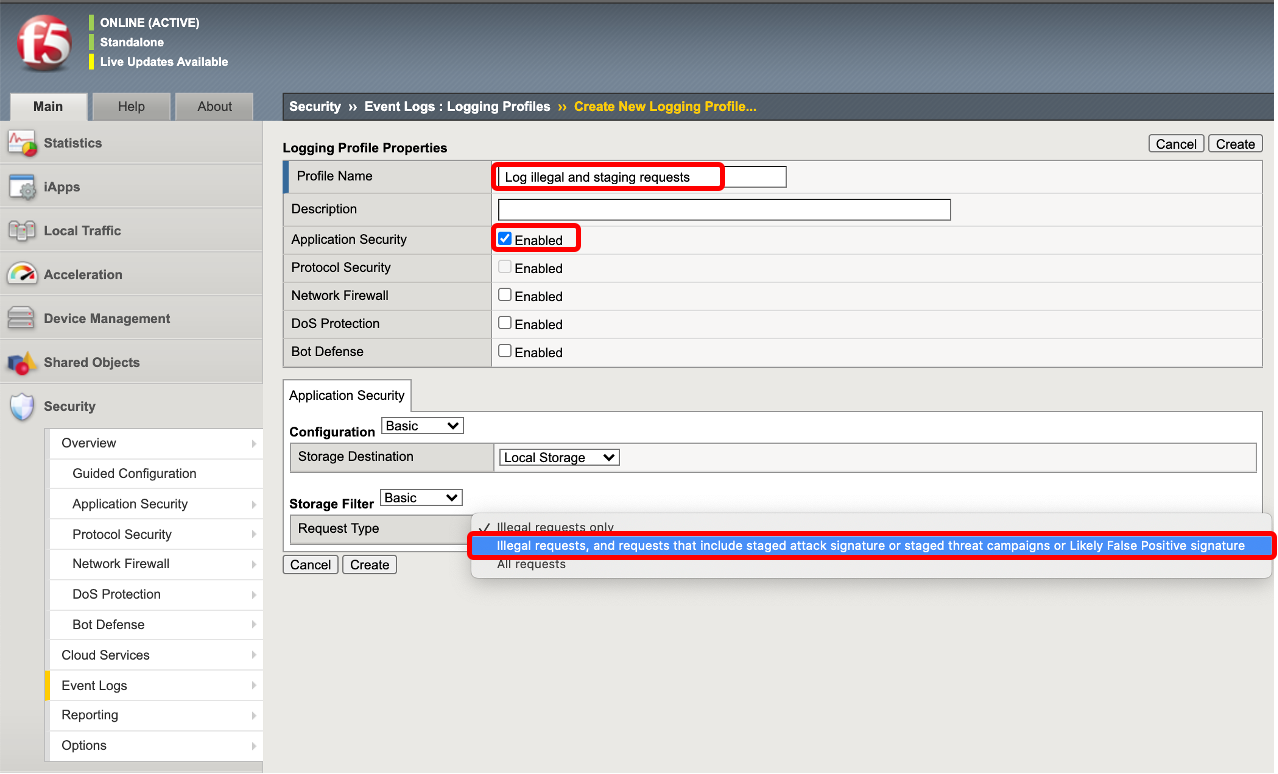 f5
ONLINE (ACTIVE)
Standalone
Live Updates Available
Main
Help
About
Security ›› Event Logs : Logging Profiles ›› Create New Logging Profile...
Statistics
iApps
Local Traffic
Acceleration
Device Management
Shared Objects
Security
Overview
Guided Configuration
Application Security
Protocol Security
Network Firewall
DoS Protection
Bot Defense
Cloud Services
Event Logs
Reporting
Options
Logging Profile Properties
Cancel Create
Profile Name Log illegal and staging requests
Description
Application Security Enabled
Protocol Security Enabled
Network Firewall Enabled
DoS Protection Enabled
Bot Defense Enabled
Application Security
Configuration Basic
Storage Destination Local Storage
Storage Filter Basic
Request Type
✓ Illegal requests only
Illegal requests, and requests that include staged attack signature or staged threat campaigns or Likely False Positive signature
All requests
Cancel Create